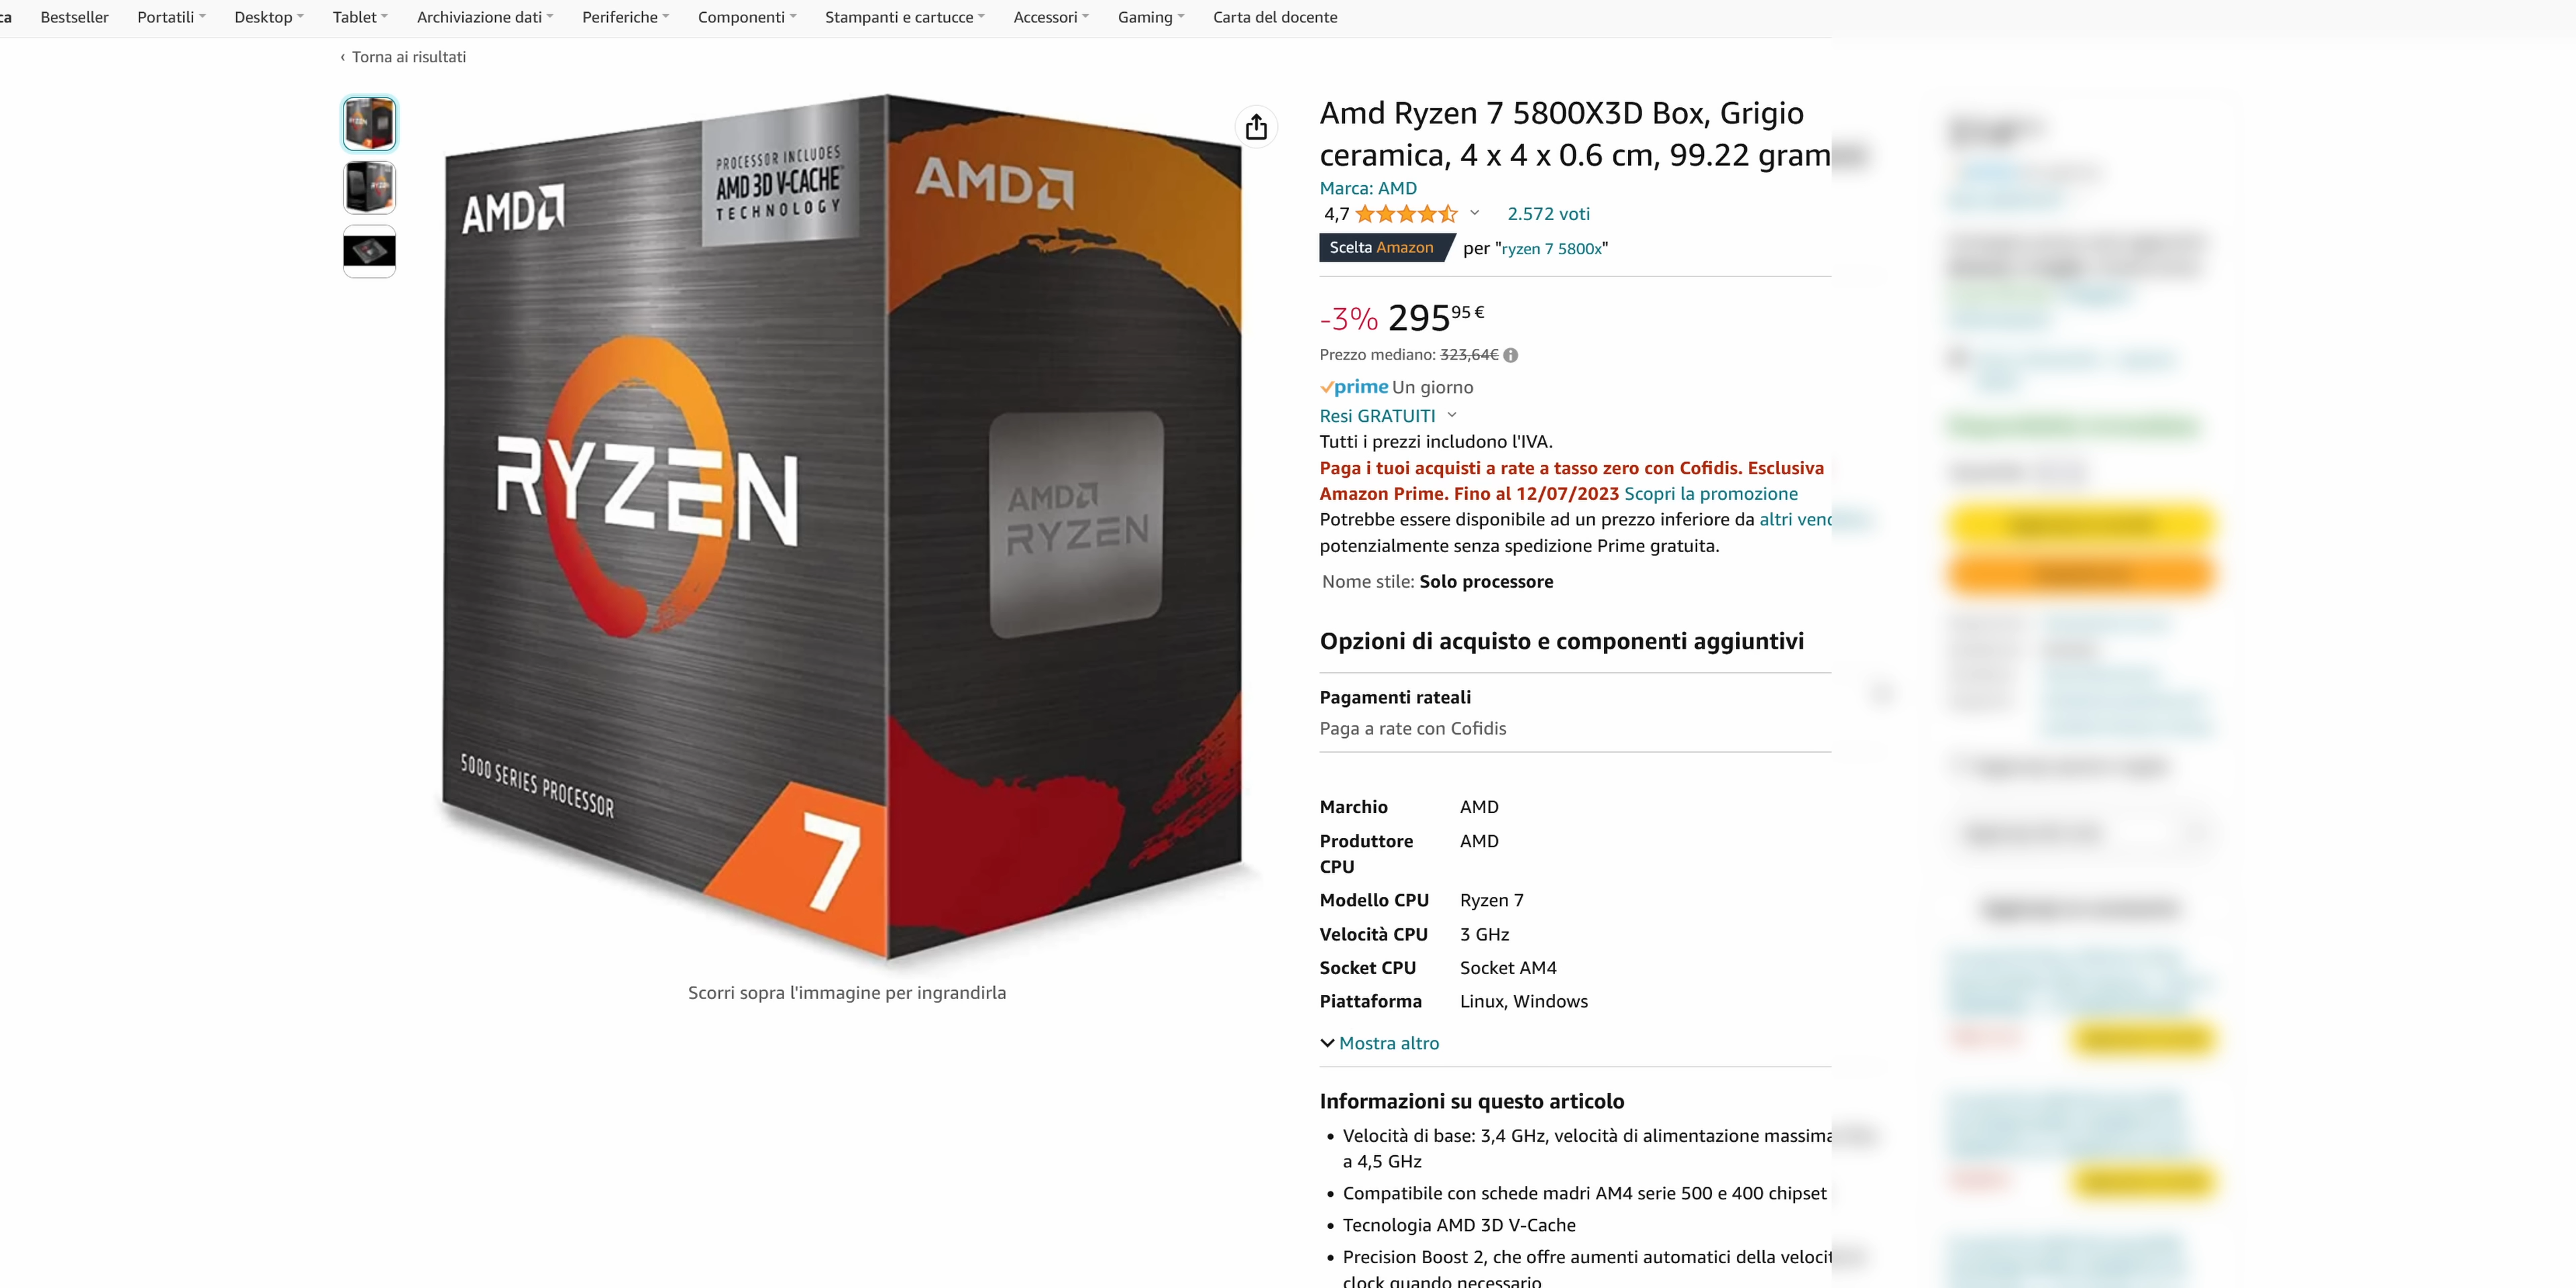 ca Bestseller Portatili Desktop Tablet Archiviazione dati Periferiche Componenti Stampanti e cartucce Accessori Gaming Carta del docente
‹ Torna ai risultati
AMD
PROCESSOR INCLUDES
AMD 3D V-CACHE™
TECHNOLOGY
AMD
RYZEN
AMD
RYZEN
5000 SERIES PROCESSOR
7
Scorri sopra l'immagine per ingrandirla
Amd Ryzen 7 5800X3D Box, Grigio
ceramica, 4 x 4 x 0.6 cm, 99.22 gram
Marca: AMD
4,7 2.572 voti
Scelta Amazon per "ryzen 7 5800x"
-3% 295 95 €
Prezzo mediano: 323,64€
prime Un giorno
Resi GRATUITI
Tutti i prezzi includono l'IVA.
Paga i tuoi acquisti a rate a tasso zero con Cofidis. Esclusiva
Amazon Prime. Fino al 12/07/2023 Scopri la promozione
Potrebbe essere disponibile ad un prezzo inferiore da altri vend
potenzialmente senza spedizione Prime gratuita.
Nome stile: Solo processore
Opzioni di acquisto e componenti aggiuntivi
Pagamenti rateali
Paga a rate con Cofidis
Marchio AMD
Produttore AMD
CPU
Modello CPU Ryzen 7
Velocità CPU 3 GHz
Socket CPU Socket AM4
Piattaforma Linux, Windows
Mostra altro
Informazioni su questo articolo
• Velocità di base: 3,4 GHz, velocità di alimentazione massima
a 4,5 GHz
• Compatibile con schede madri AM4 serie 500 e 400 chipset
• Tecnologia AMD 3D V-Cache
• Precision Boost 2, che offre aumenti automatici della velocit
clock quando necessario